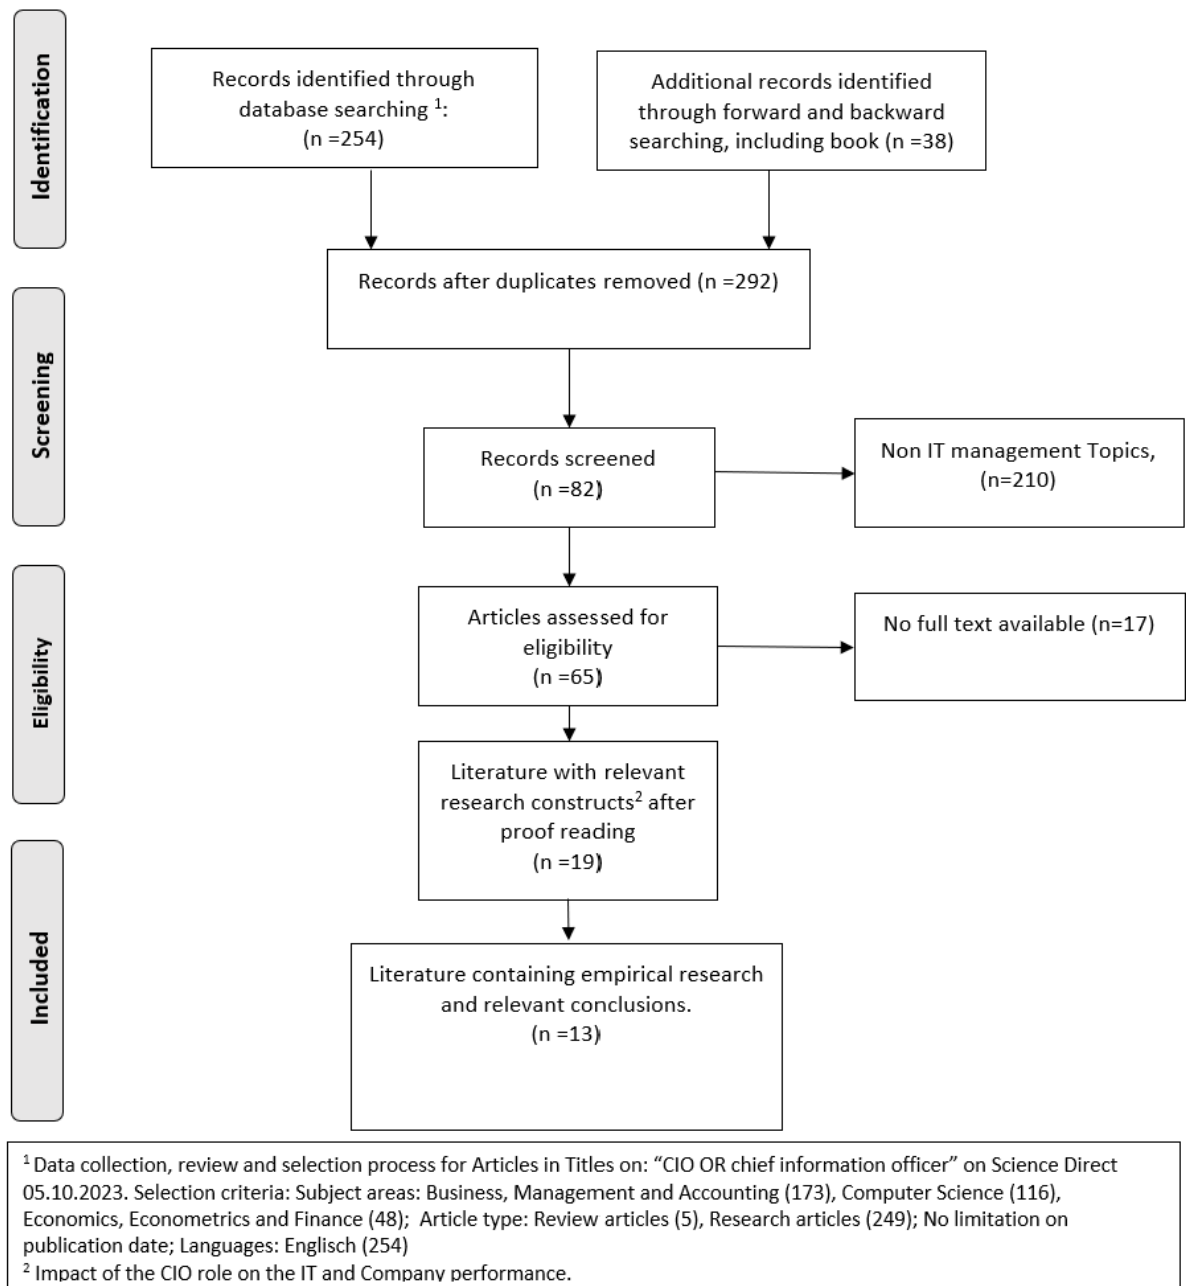 Identification
Records identified through
database searching ¹:
(n =254)
Additional records identified
through forward and backward
searching, including book (n =38)
Records after duplicates removed (n =292)
Screening
Records screened
(n =82)
Non IT management Topics,
(n=210)
Eligibility
Articles assessed for
eligibility
(n =65)
No full text available (n=17)
Literature with relevant
research constructs² after
proof reading
(n =19)
Included
Literature containing empirical research
and relevant conclusions.
(n =13)
¹ Data collection, review and selection process for Articles in Titles on: “CIO OR chief information officer” on Science Direct
05.10.2023. Selection criteria: Subject areas: Business, Management and Accounting (173), Computer Science (116),
Economics, Econometrics and Finance (48); Article type: Review articles (5), Research articles (249); No limitation on
publication date; Languages: Englisch (254)
² Impact of the CIO role on the IT and Company performance.